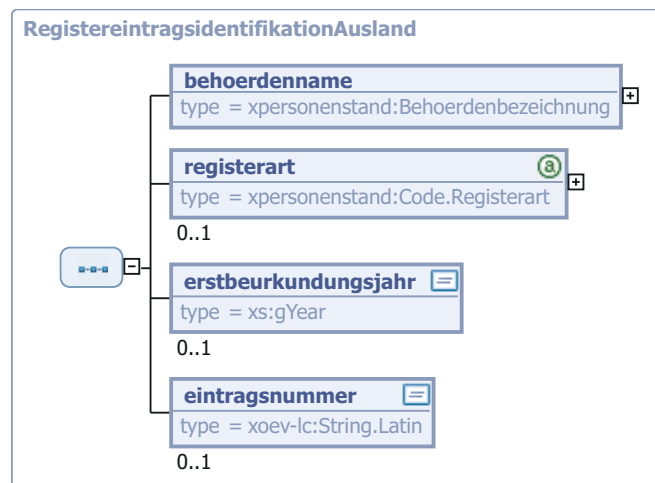 RegistereintragsidentifikationAusland
behoerdenname
type = xpersonenstand:Behoerdenbezeichnung
registerart
type = xpersonenstand:Code.Registerart
0..1
erstbeurkundungsjahr
type = xs:gYear
0..1
eintragsnummer
type = xoev-lc:String.Latin
0..1